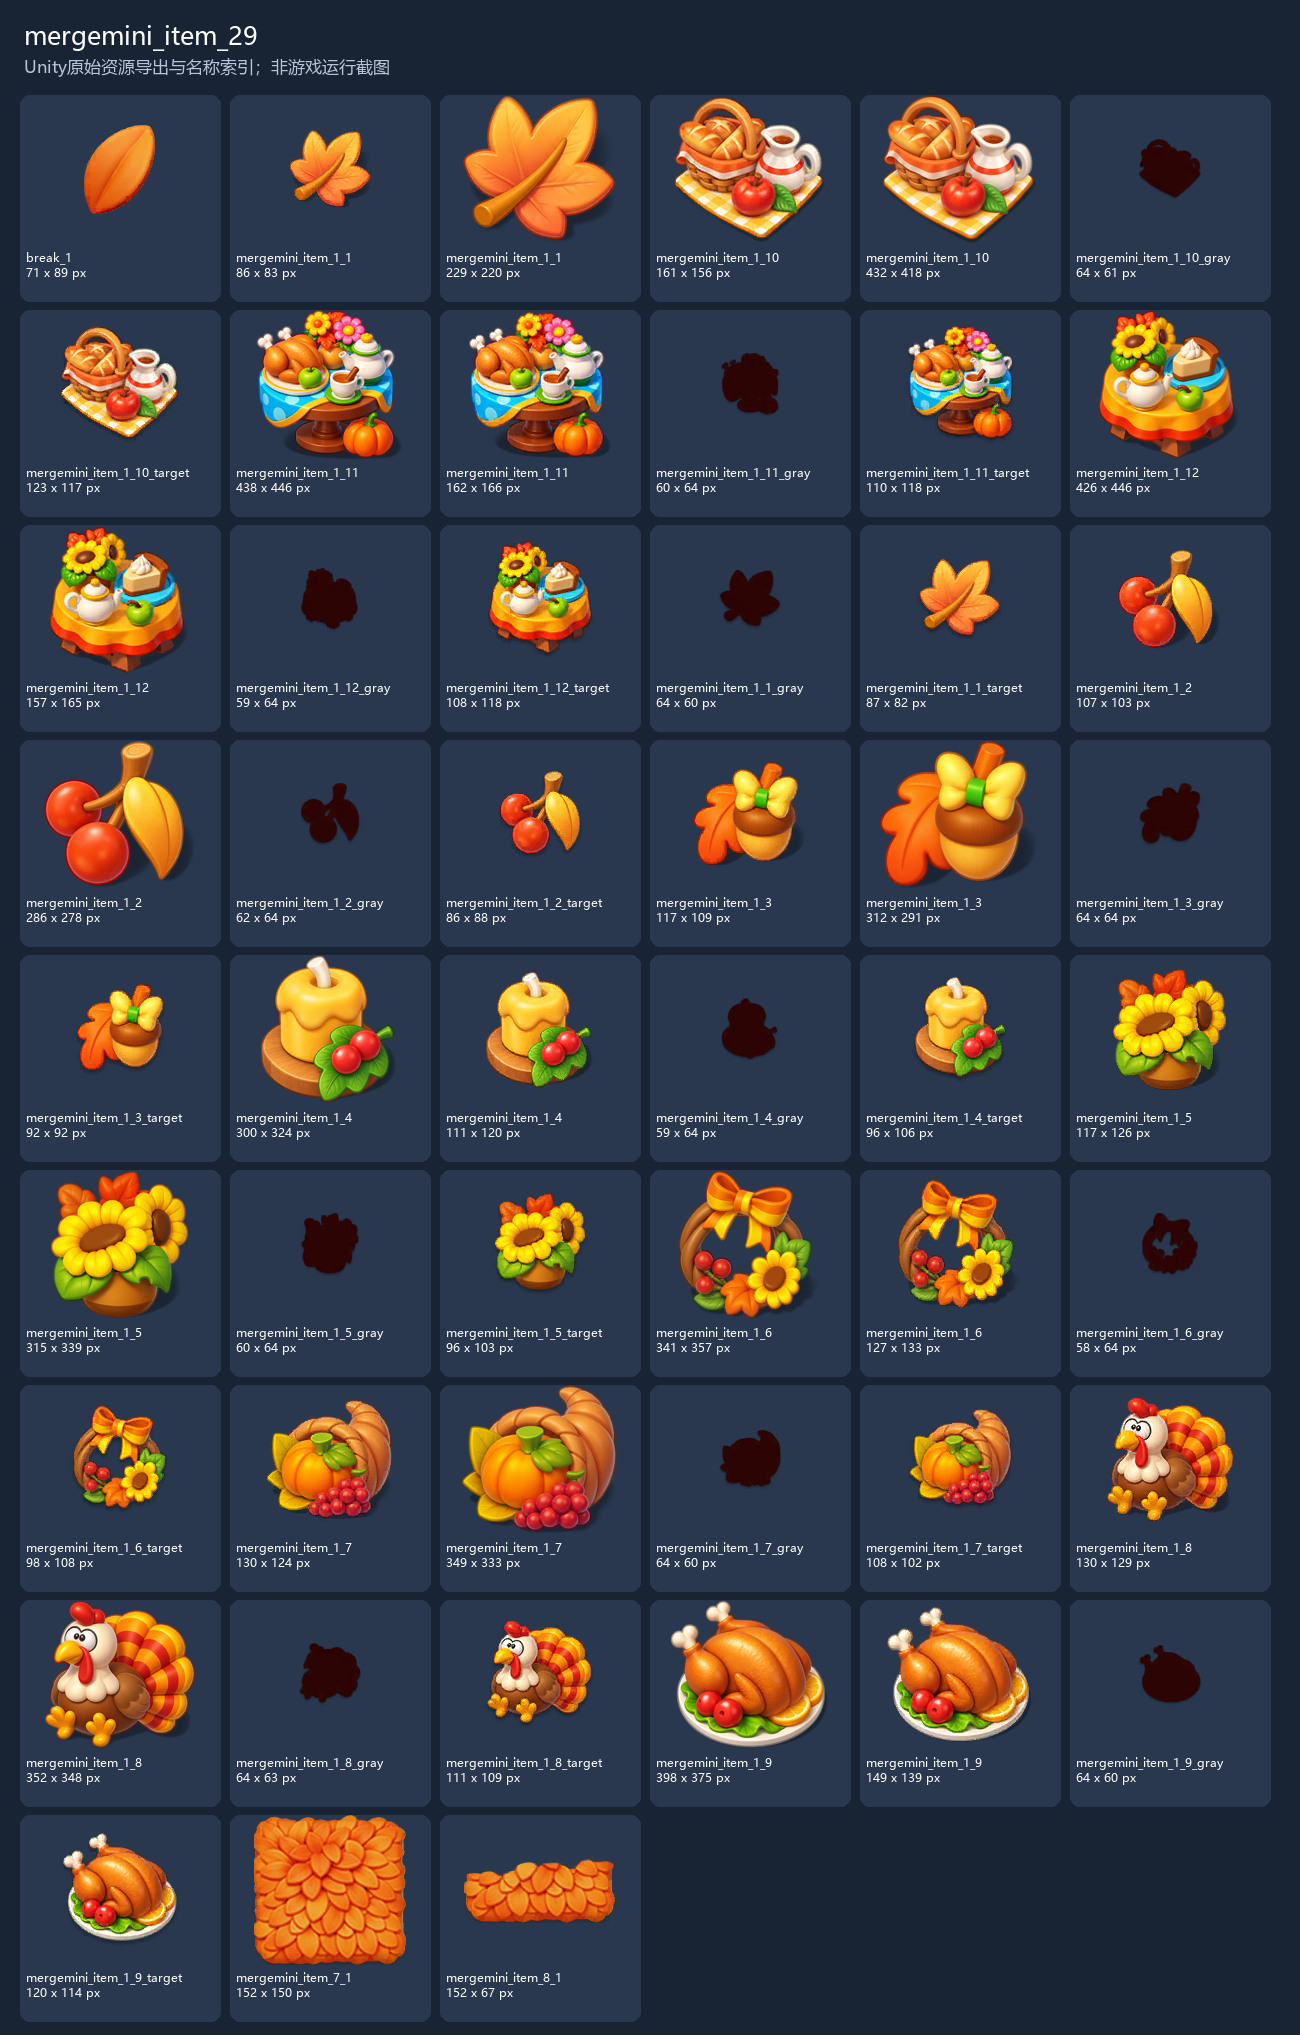 mergemini_item_29
Unity原始资源导出与名称索引；非游戏运行截图
break_1
71 x 89 px
mergemini_item_1_1
86 x 83 px
mergemini_item_1_1
229 x 220 px
mergemini_item_1_10
161 x 156 px
mergemini_item_1_10
432 x 418 px
mergemini_item_1_10_gray
64 x 61 px
mergemini_item_1_10_target
123 x 117 px
mergemini_item_1_11
438 x 446 px
mergemini_item_1_11
162 x 166 px
mergemini_item_1_11_gray
60 x 64 px
mergemini_item_1_11_target
110 x 118 px
mergemini_item_1_12
426 x 446 px
mergemini_item_1_12
157 x 165 px
mergemini_item_1_12_gray
59 x 64 px
mergemini_item_1_12_target
108 x 118 px
mergemini_item_1_1_gray
64 x 60 px
mergemini_item_1_1_target
87 x 82 px
mergemini_item_1_2
107 x 103 px
mergemini_item_1_2
286 x 278 px
mergemini_item_1_2_gray
62 x 64 px
mergemini_item_1_2_target
86 x 88 px
mergemini_item_1_3
117 x 109 px
mergemini_item_1_3
312 x 291 px
mergemini_item_1_3_gray
64 x 64 px
mergemini_item_1_3_target
92 x 92 px
mergemini_item_1_4
300 x 324 px
mergemini_item_1_4
111 x 120 px
mergemini_item_1_4_gray
59 x 64 px
mergemini_item_1_4_target
96 x 106 px
mergemini_item_1_5
117 x 126 px
mergemini_item_1_5
315 x 339 px
mergemini_item_1_5_gray
60 x 64 px
mergemini_item_1_5_target
96 x 103 px
mergemini_item_1_6
341 x 357 px
mergemini_item_1_6
127 x 133 px
mergemini_item_1_6_gray
58 x 64 px
mergemini_item_1_6_target
98 x 108 px
mergemini_item_1_7
130 x 124 px
mergemini_item_1_7
349 x 333 px
mergemini_item_1_7_gray
64 x 60 px
mergemini_item_1_7_target
108 x 102 px
mergemini_item_1_8
130 x 129 px
mergemini_item_1_8
352 x 348 px
mergemini_item_1_8_gray
64 x 63 px
mergemini_item_1_8_target
111 x 109 px
mergemini_item_1_9
398 x 375 px
mergemini_item_1_9
149 x 139 px
mergemini_item_1_9_gray
64 x 60 px
mergemini_item_1_9_target
120 x 114 px
mergemini_item_7_1
152 x 150 px
mergemini_item_8_1
152 x 67 px